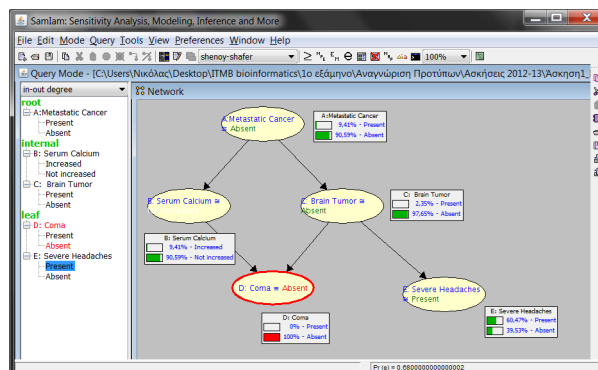 SamIam: Sensitivity Analysis, Modeling, Inference and More
File Edit Mode Query Tools View Preferences Window Help
shenoy-shafer
100%
Query Mode - [C:\Users\Νικόλας\Desktop\ITMB bioinformatics\1ο εξάμηνο\Αναγνώριση Προτύπων\Ασκήσεις 2012-13\Ασκηση1_
in-out degree
Network
root
A:Metastatic Cancer
Present
Absent
internal
B: Serum Calcium
Increased
Not increased
C: Brain Tumor
Present
Absent
leaf
D: Coma
Present
Absent
E: Severe Headaches
Present
Absent
A:Metastatic Cancer
= Absent
A:Metastatic Cancer
9,41% - Present
90,59% - Absent
B: Serum Calcium =
C: Brain Tumor =
Absent
C: Brain Tumor
2,35% - Present
97,65% - Absent
B: Serum Calcium
9,41% - Increased
90,59% - Not increased
D: Coma = Absent
E: Severe Headaches
= Present
D: Coma
0% - Present
100% - Absent
E: Severe Headaches
60,47% - Present
39,53% - Absent
Pr (e) = 0.6800000000000002